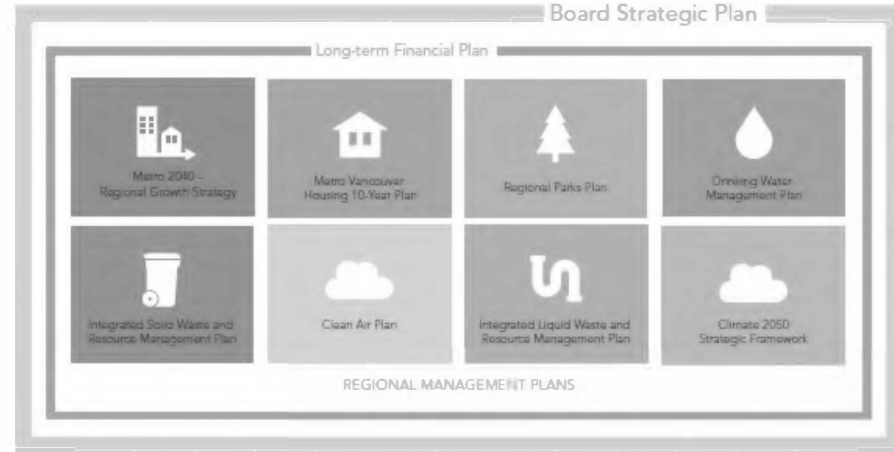 Board Strategic Plan
Long-term Financial Plan
Metro 2040 –
Regional Growth Strategy
Metro Vancouver
Housing 10-Year Plan
Regional Parks Plan
Drinking Water
Management Plan
Integrated Solid Waste and
Resource Management Plan
Clean Air Plan
Integrated Liquid Waste and
Resource Management Plan
Climate 2050
Strategic Framework
REGIONAL MANAGEMENT PLANS